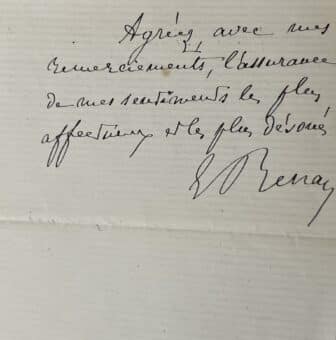 Agréez, avec mes
remerciements, l'assurance
de mes sentiments les plus
affectueux et les plus dévoués
E Renan